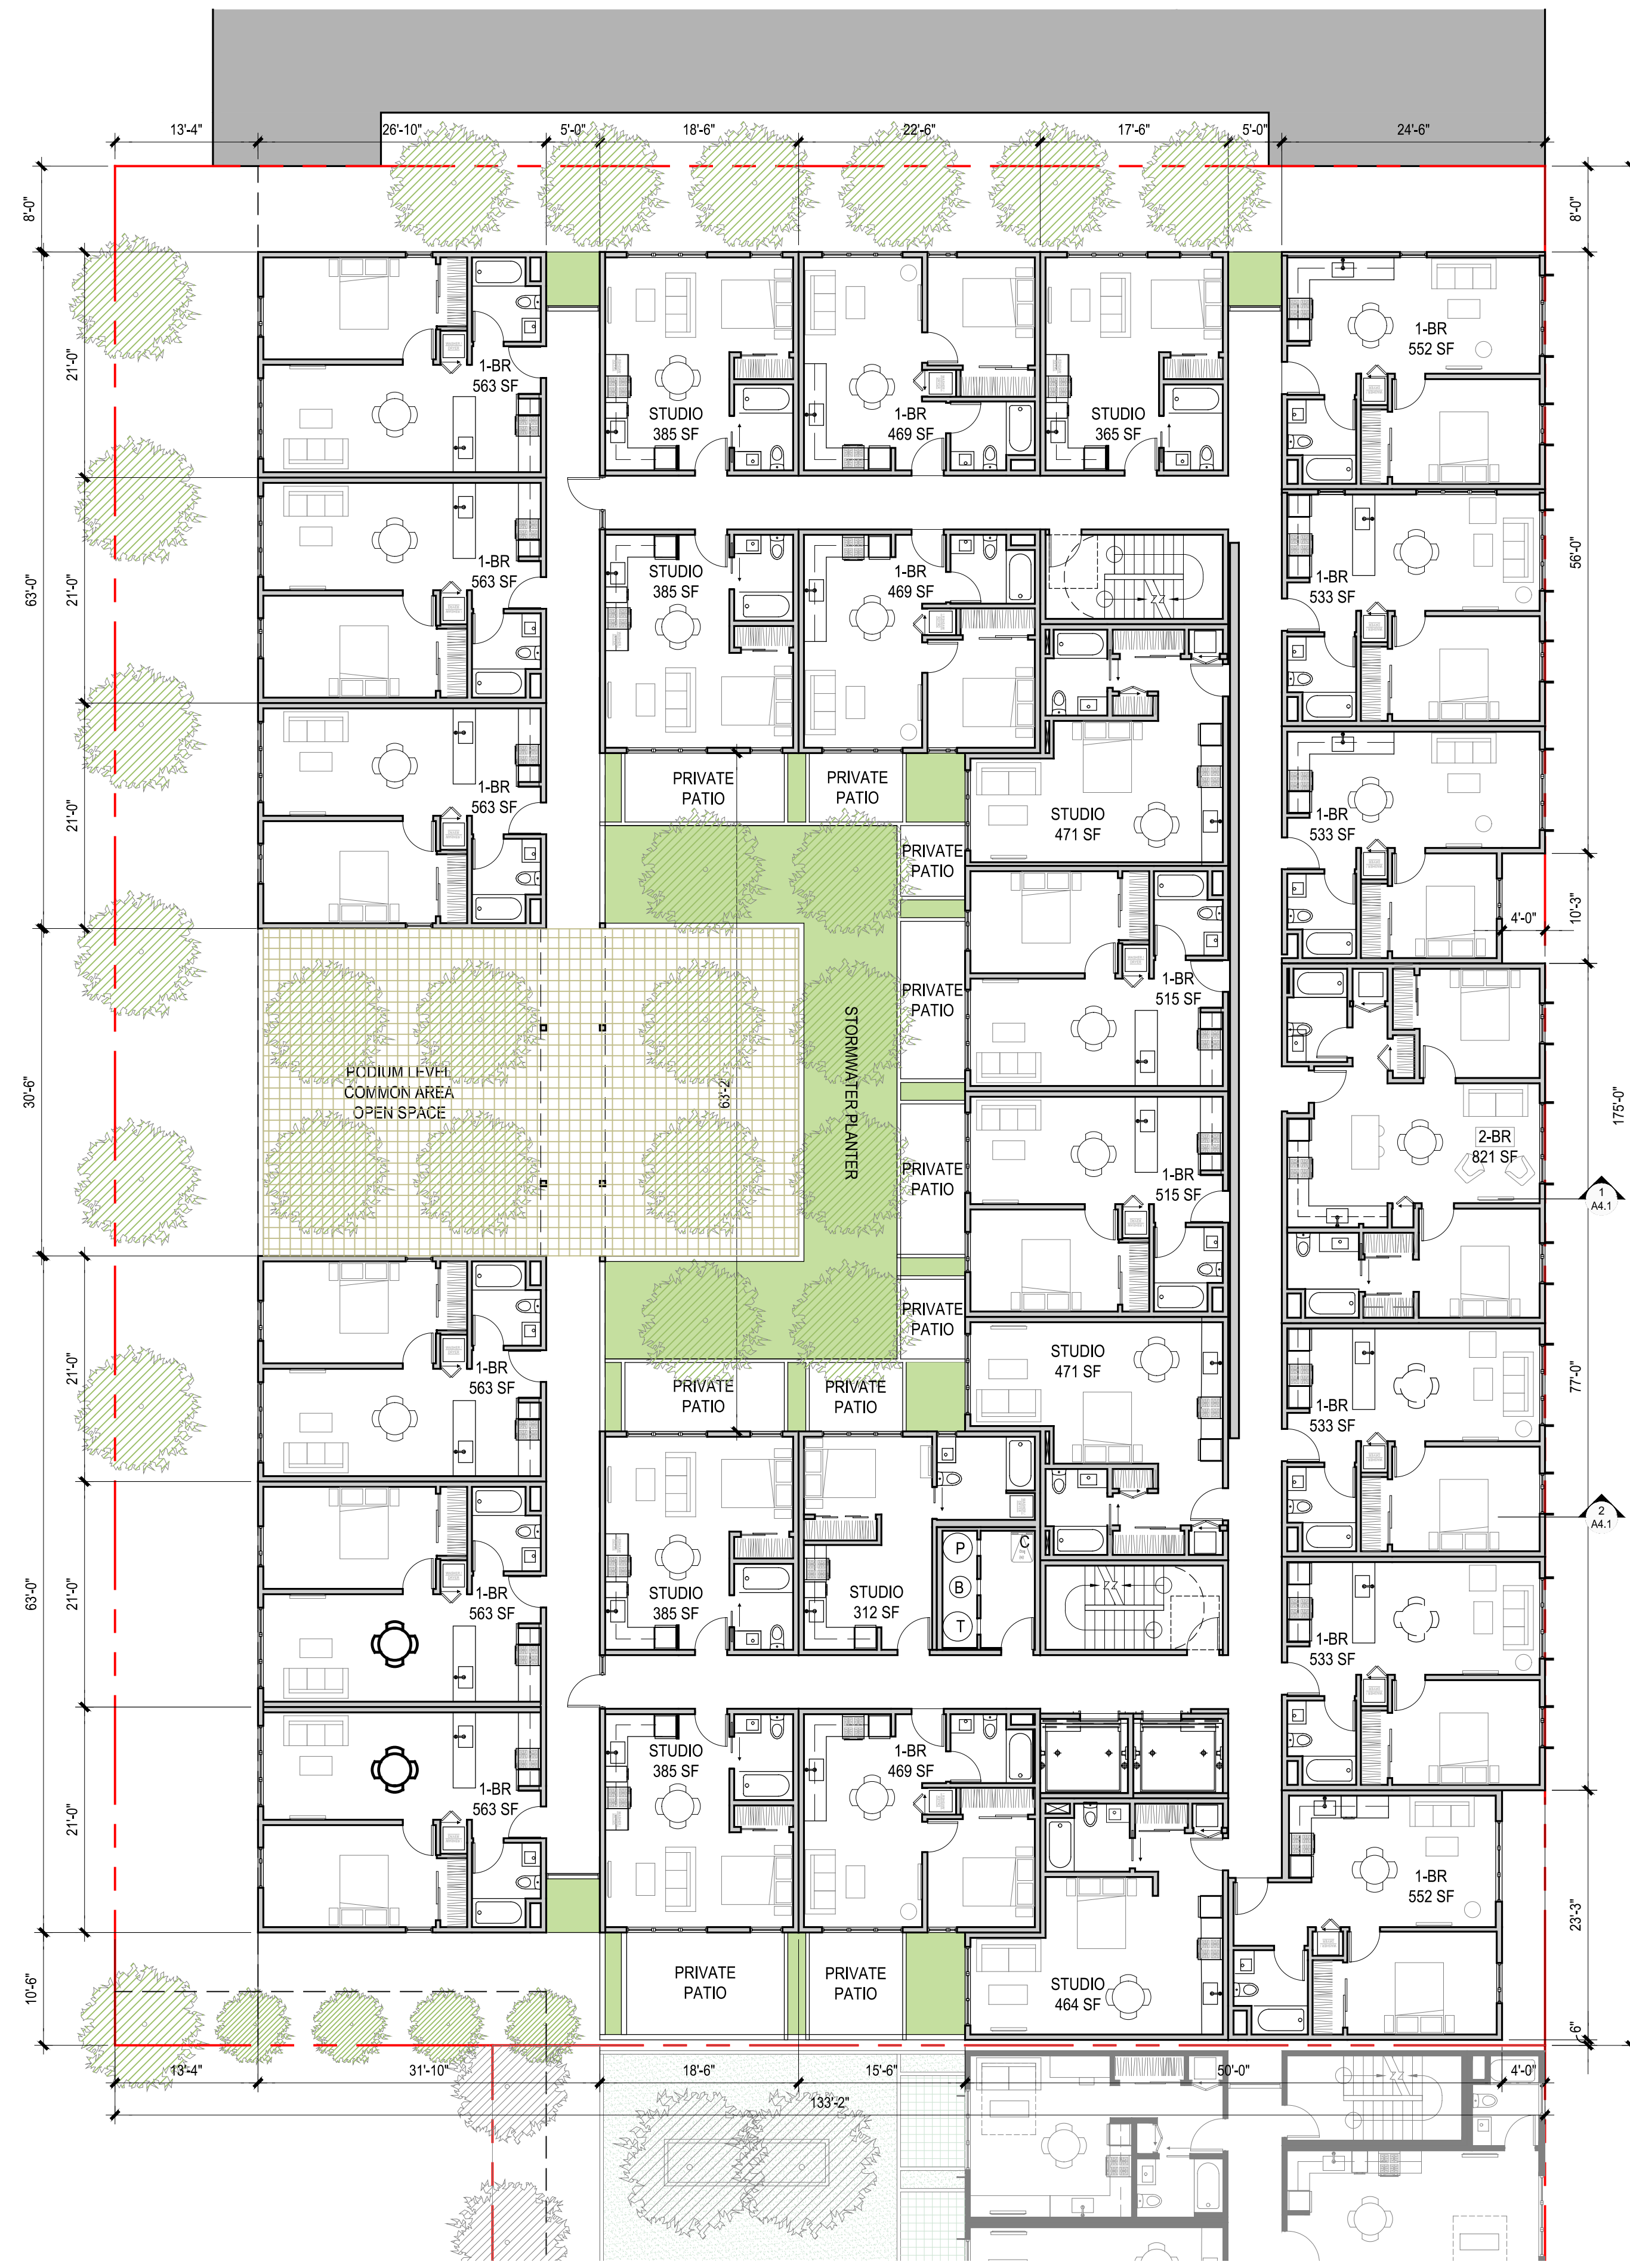 13'-4"
26'-10"
5'-0"
18'-6"
22'-6"
17'-6"
5'-0"
24'-6"
8'-0"
8'-0"
63'-0"
21'-0"
21'-0"
21'-0"
30'-6"
63'-0"
21'-0"
21'-0"
21'-0"
10'-6"
56'-0"
10'-3"
4'-0"
175'-0"
77'-0"
23'-3"
6"
1-BR
563 SF
STUDIO
385 SF
1-BR
469 SF
STUDIO
365 SF
1-BR
552 SF
1-BR
563 SF
STUDIO
385 SF
1-BR
469 SF
1-BR
533 SF
1-BR
563 SF
PRIVATE
PATIO
PRIVATE
PATIO
STUDIO
471 SF
1-BR
533 SF
PRIVATE
PATIO
PRIVATE
PATIO
1-BR
515 SF
PODIUM LEVEL
COMMON AREA
OPEN SPACE
63'-2"
STORMWATER PLANTER
PRIVATE
PATIO
1-BR
515 SF
2-BR
821 SF
1
A4.1
PRIVATE
PATIO
1-BR
563 SF
PRIVATE
PATIO
PRIVATE
PATIO
STUDIO
471 SF
1-BR
533 SF
2
A4.1
1-BR
563 SF
STUDIO
385 SF
STUDIO
312 SF
P
B
T
C
1-BR
533 SF
1-BR
563 SF
STUDIO
385 SF
1-BR
469 SF
1-BR
552 SF
PRIVATE
PATIO
PRIVATE
PATIO
STUDIO
464 SF
13'-4"
31'-10"
18'-6"
15'-6"
50'-0"
4'-0"
133'-2"